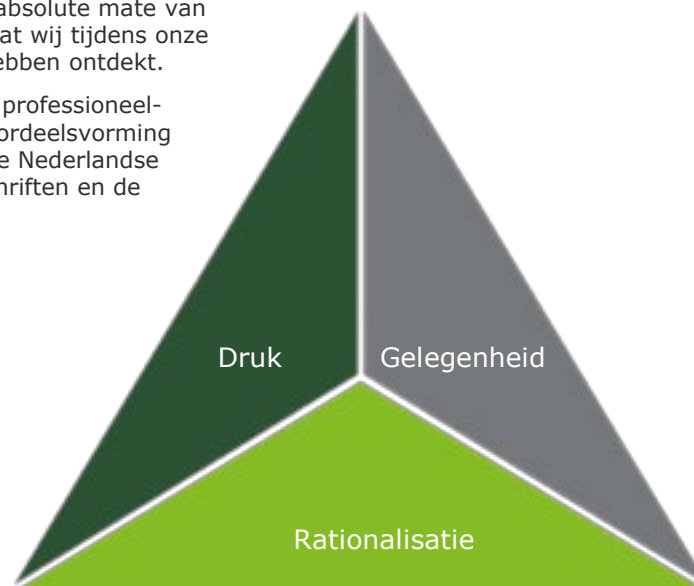 absolute mate van
at wij tijdens onze
ebben ontdekt.
professioneel-
ordeelsvorming
e Nederlandse
hriften en de
Druk
Gelegenheid
Rationalisatie